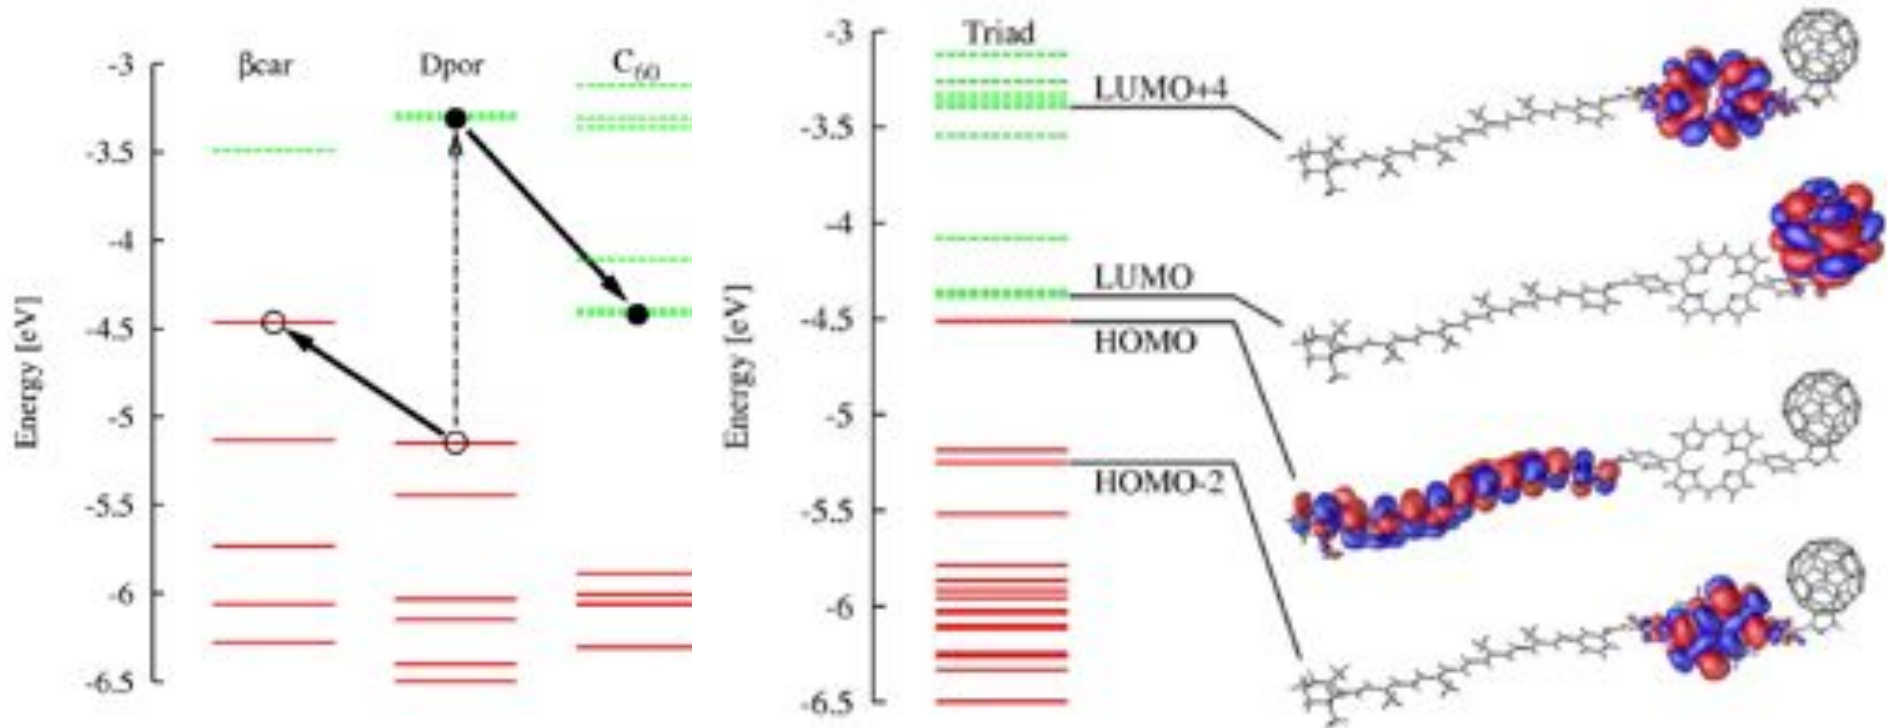 βcar
Dpor
C60
-3
-3.5
-4
-4.5
-5
-5.5
-6
-6.5
Energy [eV]
Triad
-3
-3.5
-4
-4.5
-5
-5.5
-6
-6.5
Energy [eV]
LUMO+4
LUMO
HOMO
HOMO-2